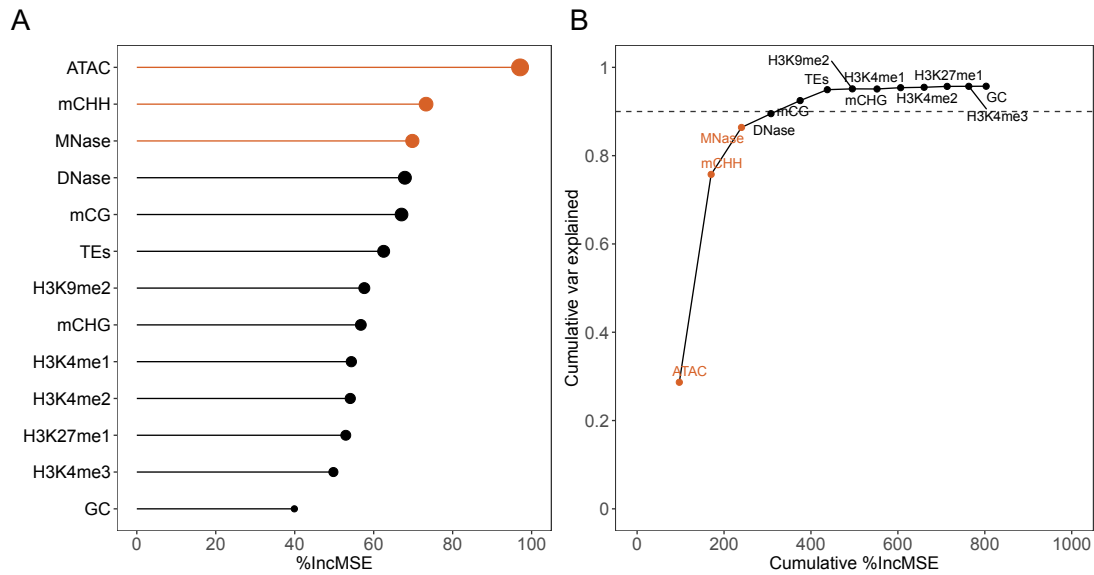 A
ATAC
mCHH
MNase
DNase
mCG
TEs
H3K9me2
mCHG
H3K4me1
H3K4me2
H3K27me1
H3K4me3
GC
0 20 40 60 80 100
%IncMSE
B
Cumulative var explained
1
0.8
0.6
0.4
0.2
0
H3K9me2
TEs
H3K4me1
H3K27me1
mCG
mCHG
H3K4me2
GC
H3K4me3
DNase
MNase
mCHH
ATAC
0 200 400 600 800 1000
Cumulative %IncMSE